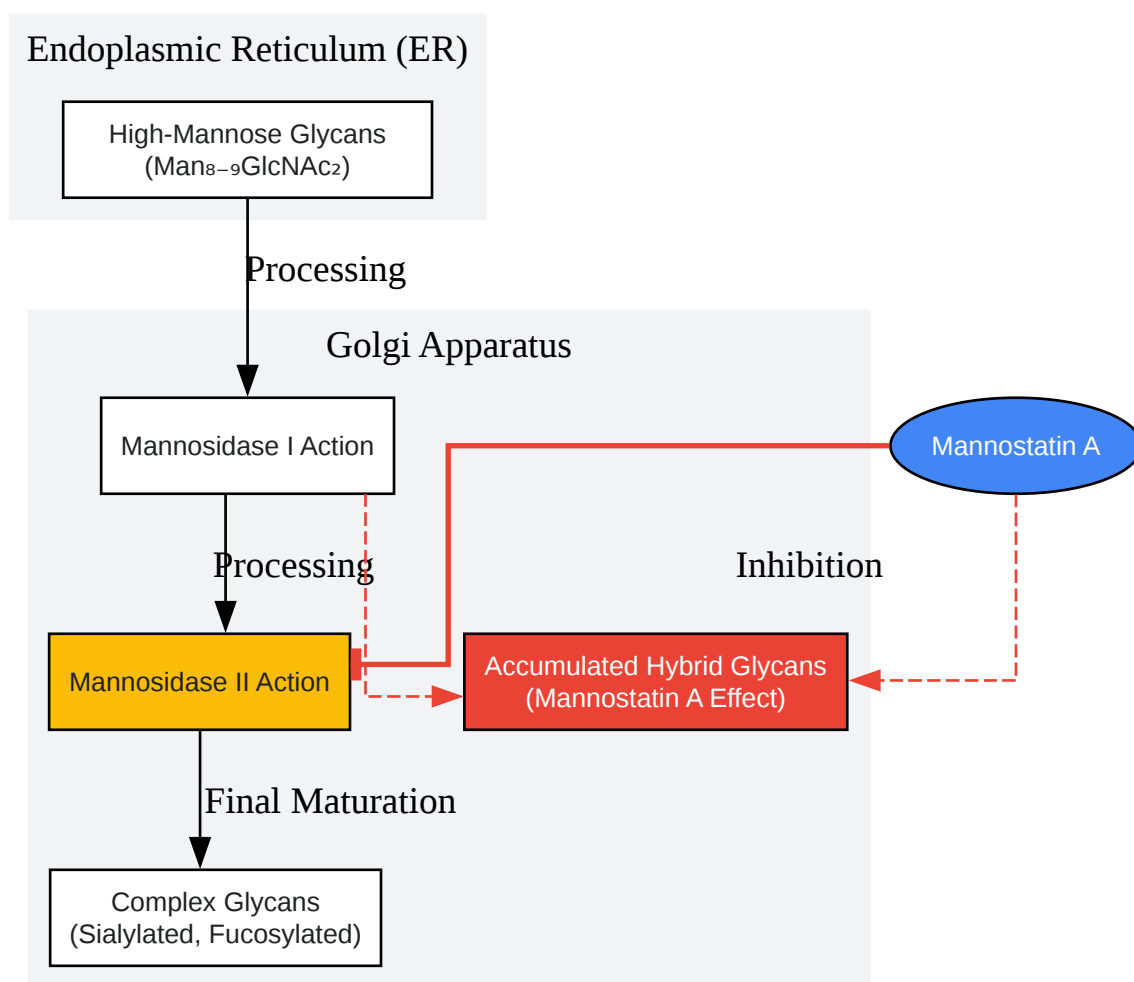 Endoplasmic Reticulum (ER)
High-Mannose Glycans
(Man₈₋₉GlcNAc₂)
Processing
Golgi Apparatus
Mannosidase I Action
Mannostatin A
Processing
Inhibition
Mannosidase II Action
Accumulated Hybrid Glycans
(Mannostatin A Effect)
Final Maturation
Complex Glycans
(Sialylated, Fucosylated)